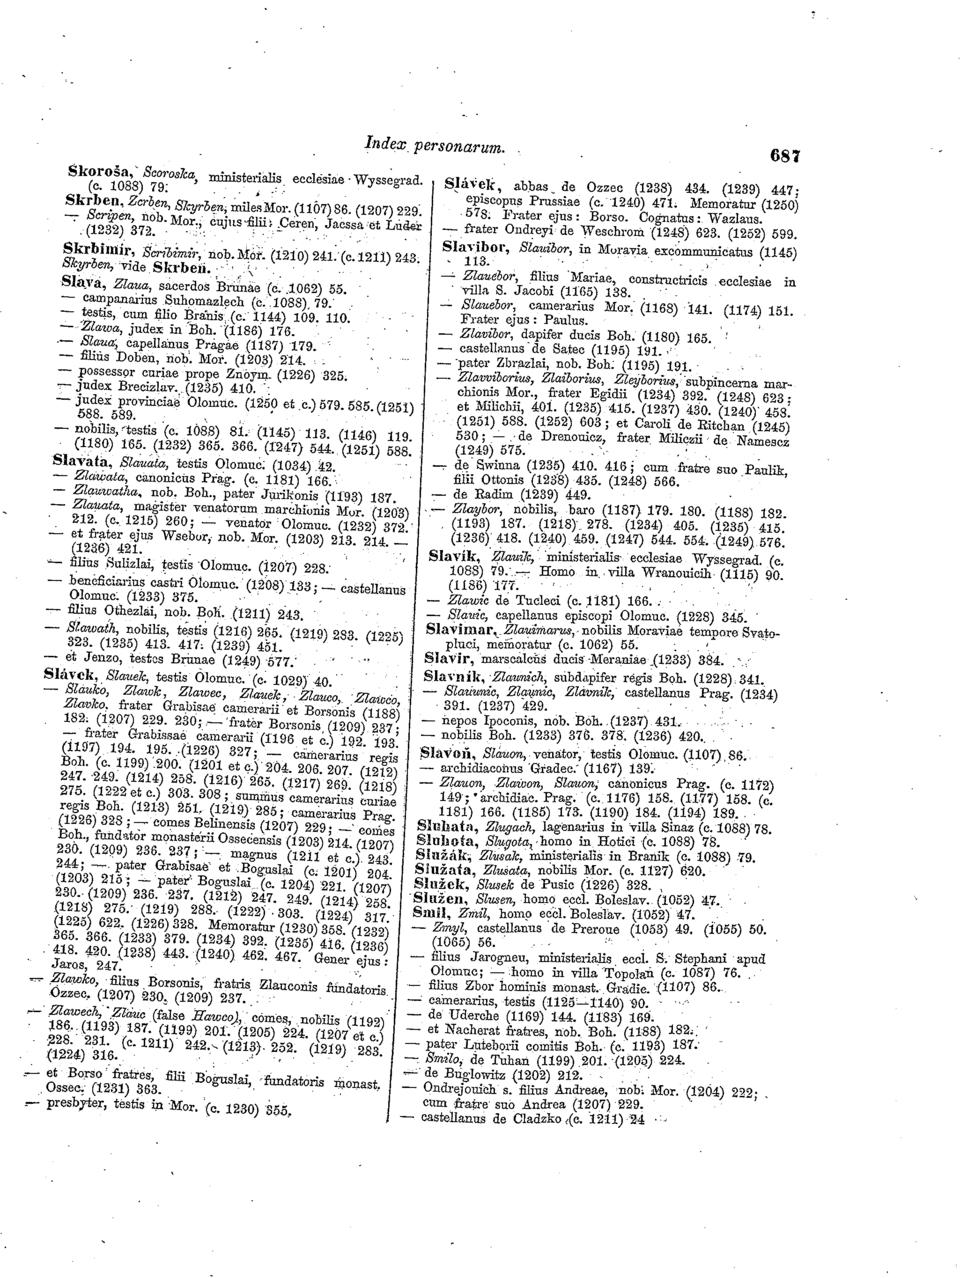 Index personarum.
687
Skoroša, Scoroska, ministerialis ecclesiae Wyssegrad.
(c. 1088) 79.
Skrben, Zcrben, Skyrben, miles Mor. (1107) 86. (1207) 229.
— Scripen, nob. Mor., cujus filii: Ceren, Jacssa et Luder
(1232) 372.
Skrbimír, Scribimir, nob. Mor. (1210) 241. (c. 1211) 243.
Skyrben, vide Skrben.
Sláva, Zlaua, sacerdos Brunae (c. 1062) 55.
— campanarius Suhomazlech (c. 1088) 79.
— testis, cum filio Branis (c. 1144) 109. 110.
— Zlawa, judex in Boh. (1186) 176.
— Slaua, capellanus Pragae (1187) 179.
— filius Doben, nob. Mor. (1203) 214.
— possessor curiae prope Znoym. (1226) 325.
— judex Brecizlav. (1235) 410.
— judex provinciae Olomuc. (1250 et c.) 579. 585. (1251)
588. 589.
— nobilis, testis (c. 1088) 81. (1145) 113. (1146) 119.
(1180) 165. (1232) 365. 366. (1247) 544. (1251) 588.
Slavata, Slauata, testis Olomuc. (1034) 42.
— Zlawata, canonicus Prag. (c. 1181) 166.
— Zlauwatha, nob. Boh., pater Jurikonis (1193) 187.
— Zlauata, magister venatorum marchionis Mor. (1203)
212. (c. 1215) 260; — venator Olomuc. (1232) 372.
— et frater ejus Wsebur, nob. Mor. (1203) 213. 214. —
(1236) 421.
— filius Sulizlai, testis Olomuc. (1207) 228.
— beneficiarius castri Olomuc. (1208) 133; — castellanus
Olomuc. (1233) 375.
— filius Othezlai, nob. Boh. (1211) 243.
— Slawath, nobilis, testis (1216) 265. (1219) 283. (1225)
323. (1235) 413. 417. (1239) 451.
— et Jenzo, testes Brunae (1249) 577.
Slávek, Slauek, testis Olomuc. (c. 1029) 40.
— Slauko, Zlawk, Zlawec, Zlauek, Zlauco, Zlawco,
Zlavko, frater Grabisae camerarii et Borsonis (1188)
182. (1207) 229. 230; — frater Borsonis (1209) 237;
— frater Grabissae camerarii (1196 et c.) 192. 193.
(1197) 194. 195. (1226) 327; — camerarius regis
Boh. (c. 1199) 200. (1201 et c.) 204. 206. 207. (1212)
247. 249. (1214) 258. (1216) 265. (1217) 269. (1218)
275. (1222 et c.) 303. 308; summus camerarius curiae
regis Boh. (1213) 251. (1219) 285; camerarius Prag.
(1226) 328; — comes Belinensis (1207) 229; — comes
Boh., fundator monasterii Ossecensis (1203) 214. (1207)
230. (1209) 236. 237; — magnus (1211 et c.) 243.
244; — pater Grabisae et Boguslai (c. 1201) 204.
(1203) 215; — pater Boguslai (c. 1204) 221. (1207)
230. (1209) 236. 237. (1212) 247. 249. (1214) 258.
(1218) 275. (1219) 288. (1222) 303. (1224) 317.
(1225) 622. (1226) 328. Memoratur (1230) 358. (1232)
365. 366. (1233) 379. (1234) 392. (1235) 416. (1236)
418. 420. (1238) 443. (1240) 462. 467. Gener ejus:
Jaros, 247.
— Zlawko, filius Borsonis, fratris Zlauconis fundatoris
Ozzec. (1207) 230. (1209) 237.
— Zlawech, Zlauc (false Hawco), comes, nobilis (1192)
186. (1193) 187. (1199) 201. (1205) 224. (1207 et c.)
228. 231. (c. 1211) 242. (1213) 252. (1219) 283.
(1224) 316.
— et Borso fratres, filii Boguslai, fundatoris monast.
Ossec. (1231) 363.
— presbyter, testis in Mor. (c. 1230) 355.
Slávek, abbas de Ozzec (1238) 434. (1239) 447;
episcopus Prussiae (c. 1240) 471. Memoratur (1250)
578. Frater ejus: Borso. Cognatus: Wazlaus.
— frater Ondreyi de Weschrom (1248) 623. (1252) 599.
Slavibor, Slauibor, in Moravia excommunicatus (1145)
113.
— Zlauebor, filius Mariae, constructricis ecclesiae in
villa S. Jacobi (1165) 138.
— Slauebor, camerarius Mor. (1168) 141. (1174) 151.
Frater ejus: Paulus.
— Zlavibor, dapifer ducis Boh. (1180) 165.
— castellanus de Satec (1195) 191.
— pater Zbrazlai, nob. Boh. (1195) 191.
— Zlavviborius, Zlaiborius, Zleyborius, subpincerna mar-
chionis Mor., frater Egidii (1234) 392. (1248) 623;
et Milichii, 401. (1235) 415. (1237) 430. (1240) 458.
(1251) 588. (1252) 603; et Caroli de Ritchan (1245)
530; — de Drenouicz, frater Miliczii de Namescz
(1249) 575.
— de Swinna (1235) 410. 416; cum fratre suo Paulik,
filii Ottonis (1238) 435. (1248) 566.
— de Radim (1239) 449.
— Zlaybor, nobilis, baro (1187) 179. 180. (1188) 182.
(1193) 187. (1218) 278. (1234) 405. (1235) 415.
(1236) 418. (1240) 459. (1247) 544. 554. (1249) 576.
Slavík, Zlauik, ministerialis ecclesiae Wyssegrad. (c.
1088) 79. — Homo in villa Wranouicih (1115) 90.
(1186) 177.
— Zlawic de Tucleci (c. 1181) 166.
— Slauic, capellanus episcopi Olomuc. (1228) 345.
Slavimar, Zlauimarus, nobilis Moraviae tempore Svato-
pluci, memoratur (c. 1062) 55.
Slavír, marscalcus ducis Meraniae (1233) 384.
Slavník, Zlaunich, subdapifer regis Boh. (1228) 341.
— Slauunic, Zlaynic, Zlavnik, castellanus Prag. (1234)
391. (1237) 429.
— nepos Ipoconis, nob. Boh. (1237) 431.
— nobilis Boh. (1233) 376. 378. (1236) 420.
Slavoň, Slauon, venator, testis Olomuc. (1107) 86.
— archidiaconus Gradec. (1167) 139.
— Zlauon, Zlawon, Slauon, canonicus Prag. (c. 1172)
149; archidiac. Prag. (c. 1176) 158. (1177) 158. (c.
1181) 166. (1185) 173. (1190) 184. (1194) 189.
Sluhata, Zlugach, lagenarius in villa Sinaz (c. 1088) 78.
Sluhota, Slugota, homo in Hotici (c. 1088) 78.
Služák, Zlusak, ministerialis in Branik (c. 1088) 79.
Služata, Zlusata, nobilis Mor. (c. 1127) 620.
Služek, Slusek de Pusic (1226) 328.
Služen, Slusen, homo eccl. Boleslav. (1052) 47.
Smil, Zmil, homo eccl. Boleslav. (1052) 47.
— Zmyl, castellanus de Preroue (1053) 49. (1055) 50.
(1065) 56.
— filius Jarogneu, ministerialis eccl. S. Stephani apud
Olomuc; — homo in villa Topolan (c. 1087) 76.
— filius Zbor hominis monast. Gradic. (1107) 86.
— camerarius, testis (1125—1140) 90.
— de Uderche (1169) 144. (1183) 169.
— et Nacherat fratres, nob. Boh. (1188) 182.
— pater Luteborii comitis Boh. (c. 1193) 187.
— Smilo, de Tuhan (1199) 201. (1205) 224.
— de Buglowitz (1202) 212.
— Ondrejouich s. filius Andreae, nob. Mor. (1204) 222;
cum fratre suo Andrea (1207) 229.
— castellanus de Cladzko (c. 1211) 24